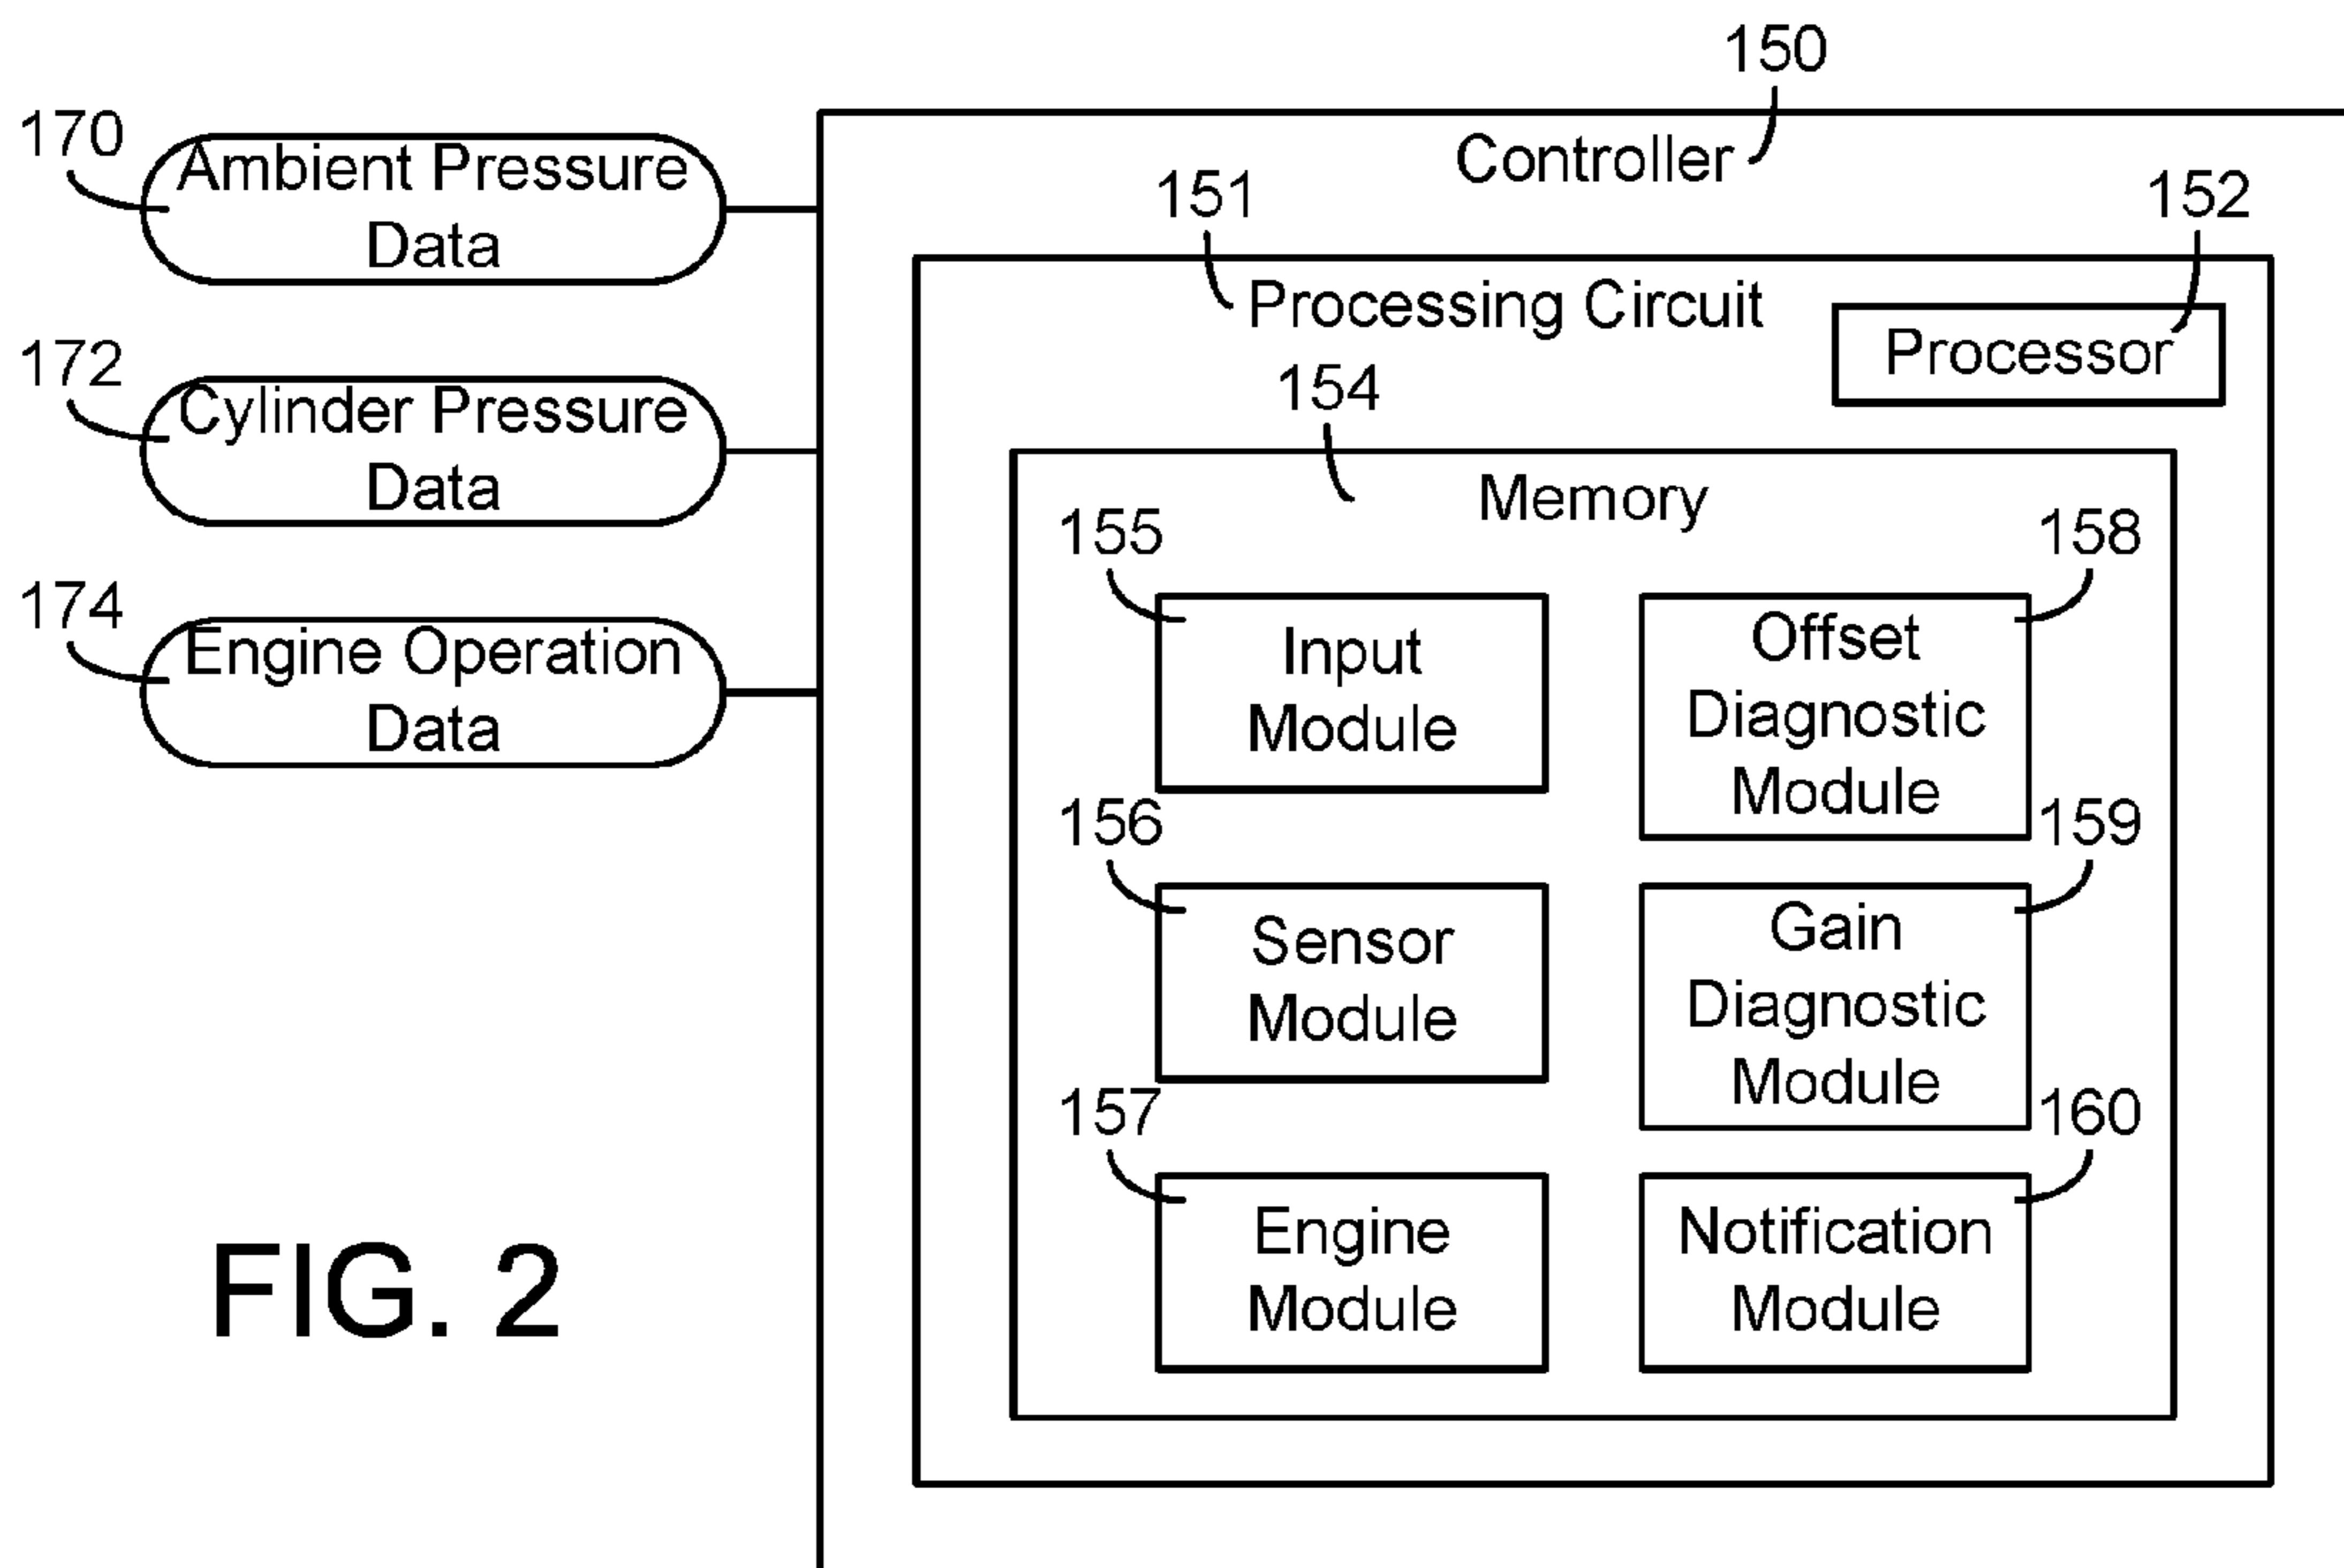 150
Controller
170
Ambient Pressure
Data
151
Processing Circuit
152
Processor
172
Cylinder Pressure
Data
154
Memory
174
Engine Operation
Data
155
Input
Module
158
Offset
Diagnostic
Module
156
Sensor
Module
159
Gain
Diagnostic
Module
157
Engine
Module
160
Notification
Module
FIG. 2